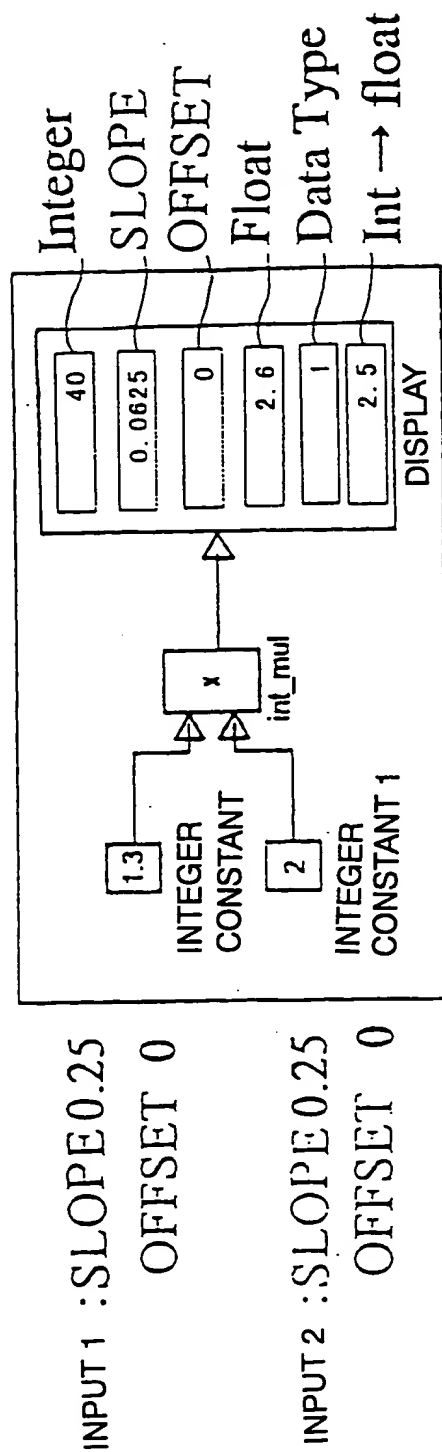 INPUT 1 :SLOPE 0.25
OFFSET 0
INPUT 2 :SLOPE 0.25
OFFSET 0
1.3
INTEGER
CONSTANT
2
INTEGER
CONSTANT 1
x
int_mul
40
0.0625
0
2.6
1
2.5
DISPLAY
Integer
SLOPE
OFFSET
Float
Data Type
Int → float